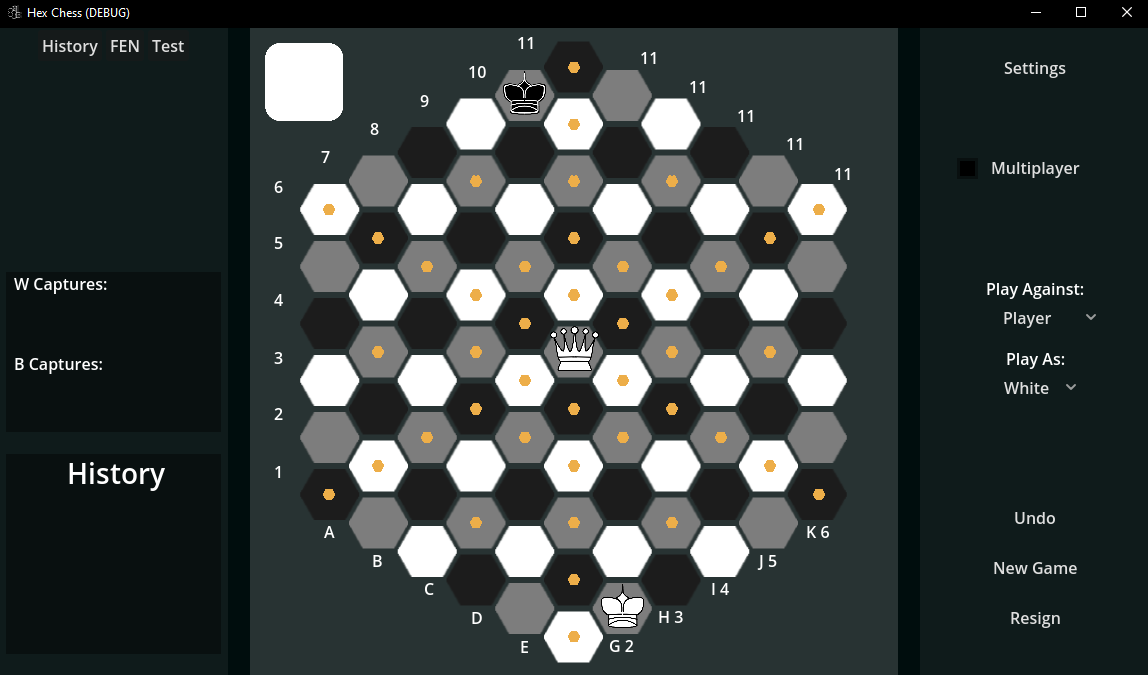 Hex Chess (DEBUG)
History FEN Test
11
11
10
11
9
11
8
11
7
11
6
5
4
3
2
1
A
B
C
D
E
G 2
H 3
I 4
J 5
K 6
W Captures:
B Captures:
History
Settings
Multiplayer
Play Against:
Player
Play As:
White
Undo
New Game
Resign